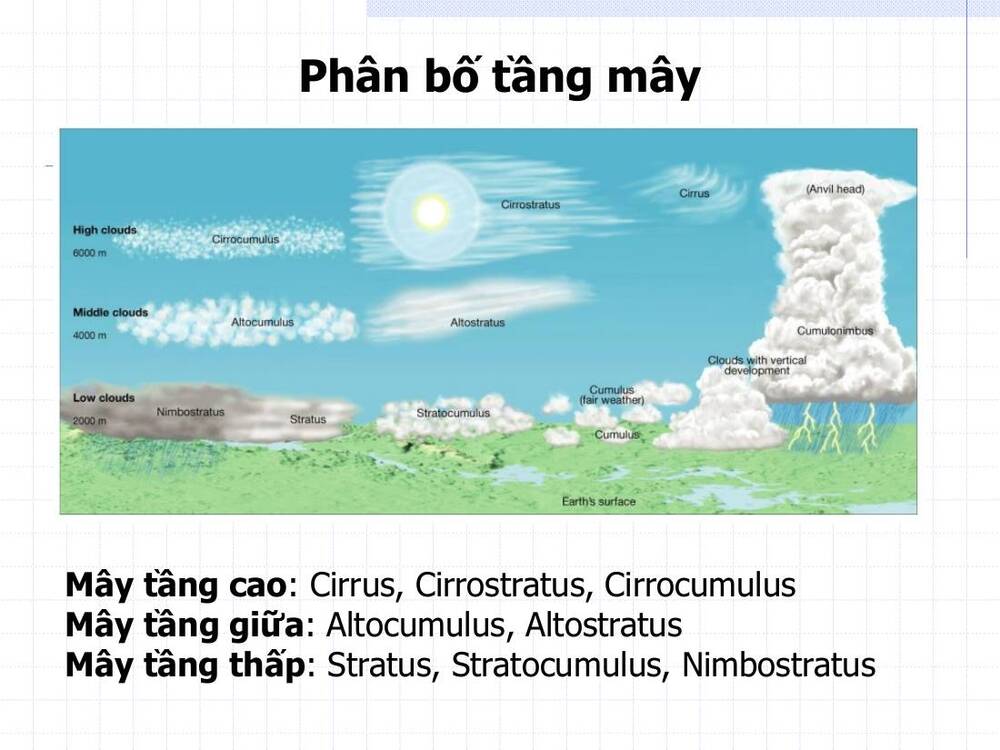 Phân bố tầng mây
Cirrus
(Anvil head)
Cirrostratus
High clouds
Cirrocumulus
6000 m
Middle clouds
Altocumulus
Altostratus
4000 m
Cumulonimbus
Clouds with vertical
development
Low clouds
Cumulus
(fair weather)
Nimbostratus
Stratus
Stratocumulus
2000 m
Cumulus
Earth's surface
Mây tầng cao: Cirrus, Cirrostratus, Cirrocumulus
Mây tầng giữa: Altocumulus, Altostratus
Mây tầng thấp: Stratus, Stratocumulus, Nimbostratus